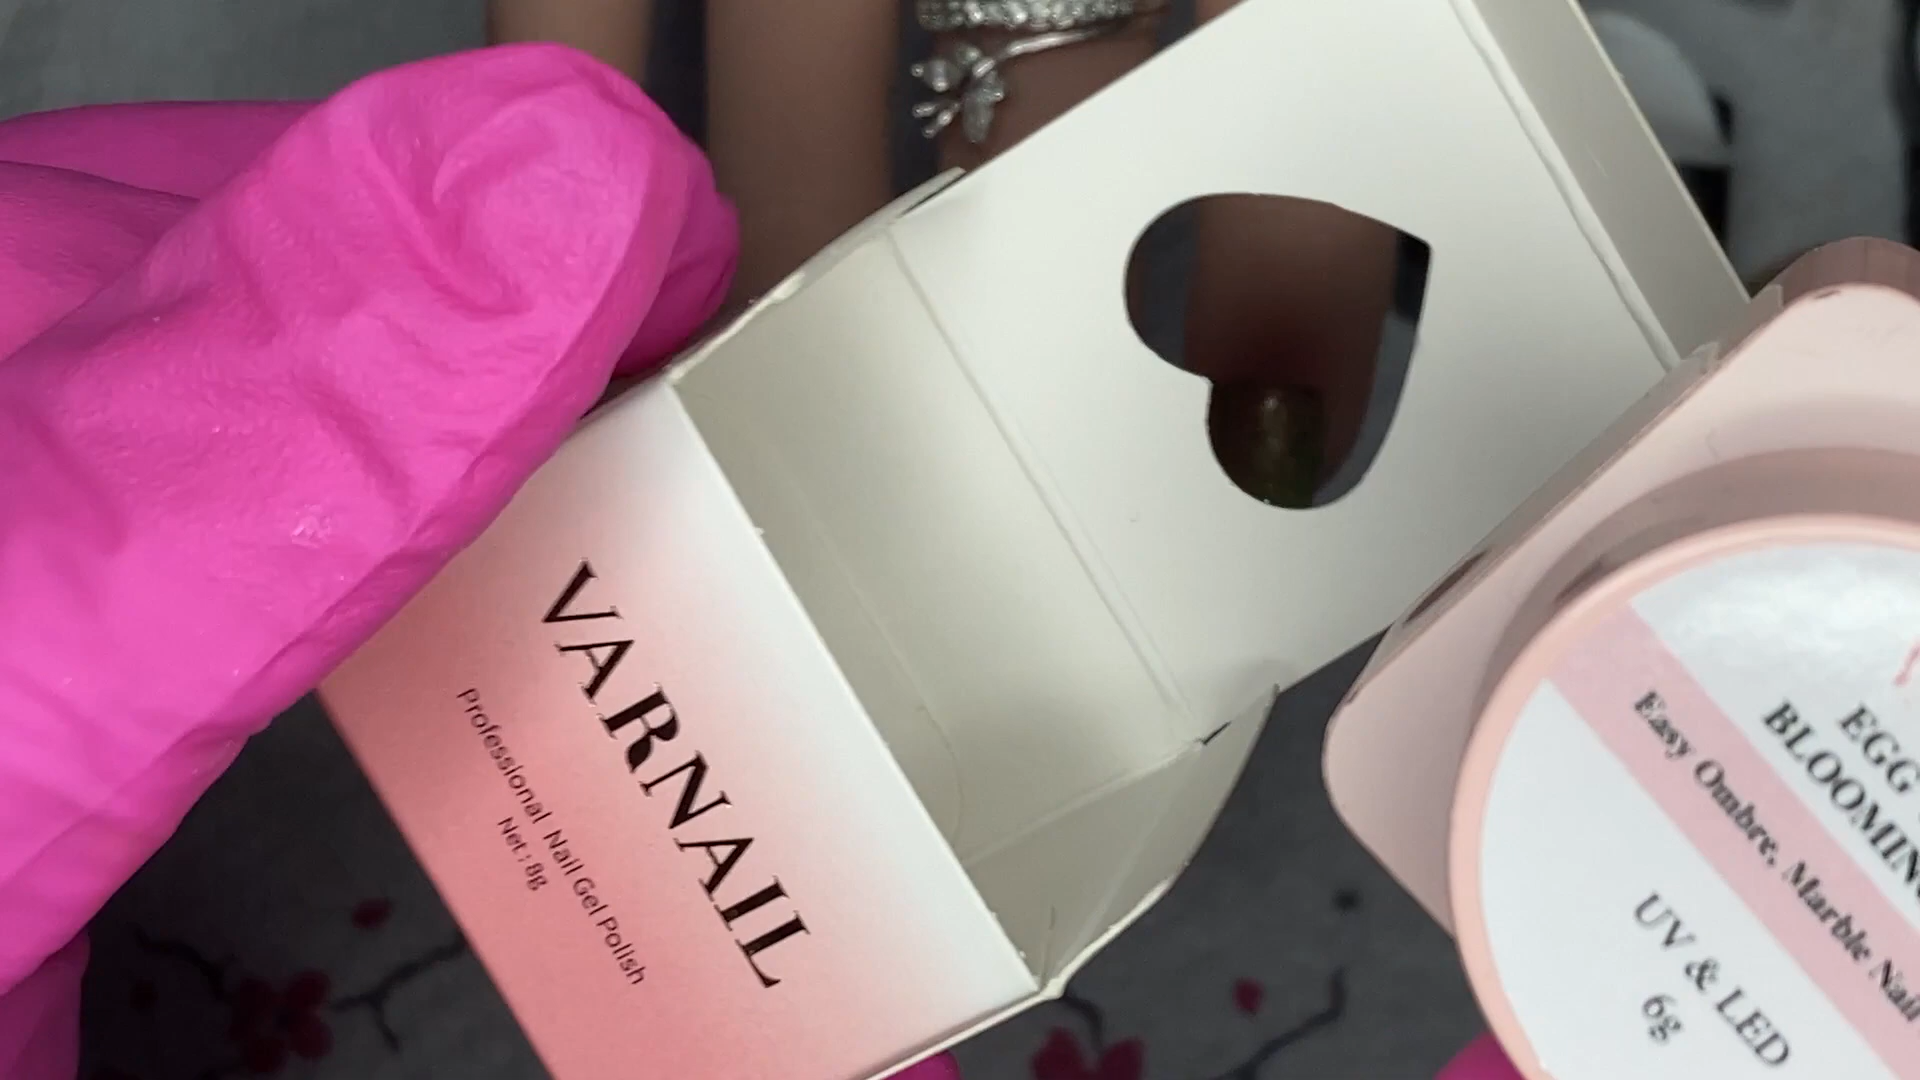 VARNAIL
Professional Nail Gel Polish
Net: 8g
EGG
BLOOMING
Easy Ombre, Marble Nail
UV & LED
6g